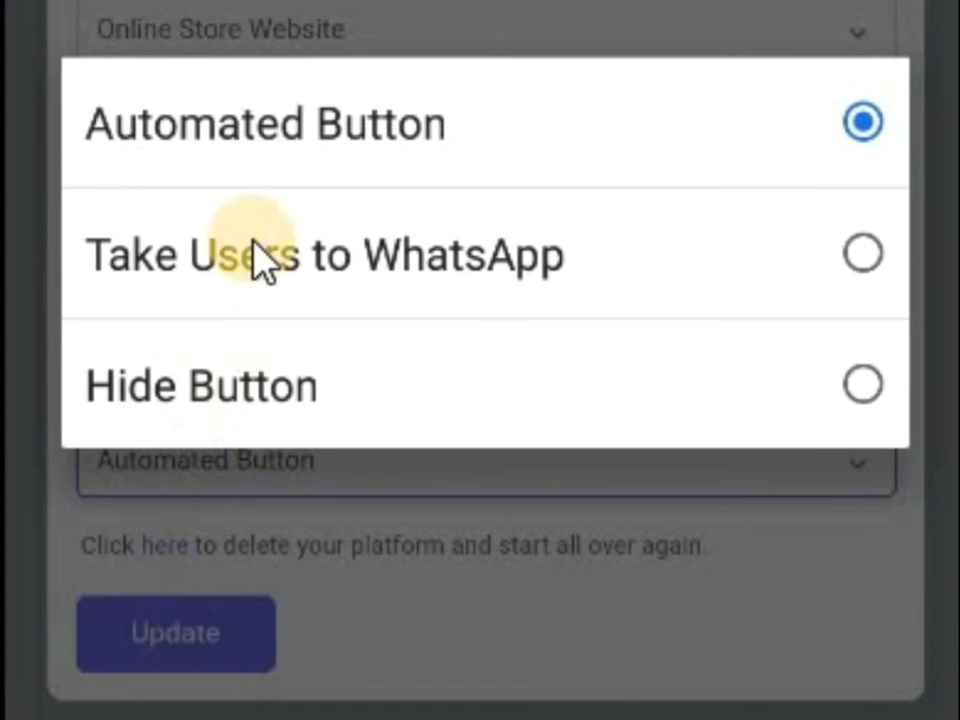 Online Store Website
Automated Button
Take Users to WhatsApp
Hide Button
Automated Button
Click here to delete your platform and start all over again.
Update